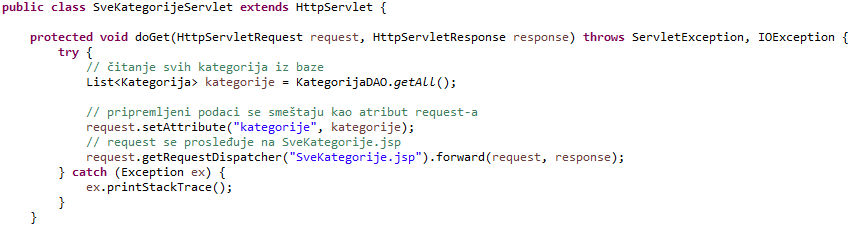 public class SveKategorijeServlet extends HttpServlet {
protected void doGet(HttpServletRequest request, HttpServletResponse response) throws ServletException, IOException {
try {
// čitanje svih kategorija iz baze
List<Kategorija> kategorije = KategorijaDAO.getAll();
// pripremljeni podaci se smeštaju kao atribut request-a
request.setAttribute("kategorije", kategorije);
// request se prosleđuje na SveKategorije.jsp
request.getRequestDispatcher("SveKategorije.jsp").forward(request, response);
} catch (Exception ex) {
ex.printStackTrace();
}
}